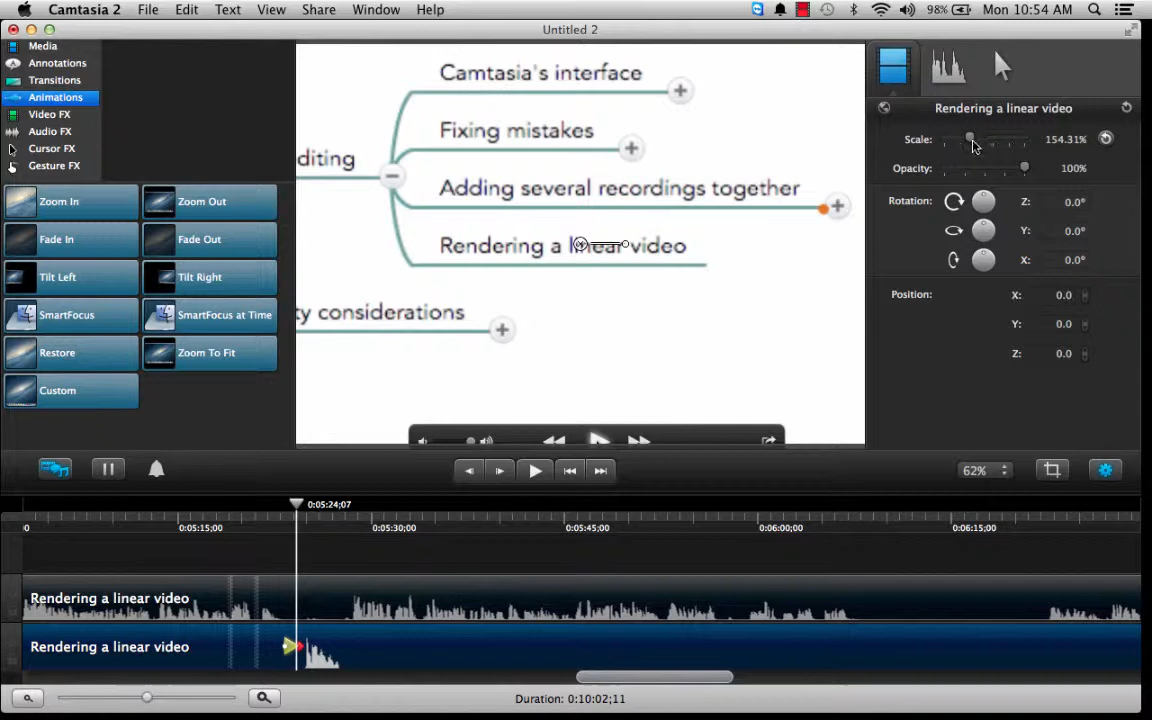 Camtasia 2 File Edit Text Share Window Help 98% Mon 10:54 AM
Untitled 2
Media
Annotations
Transitions
Animations
Video FX
Audio FX
Cursor FX
Gesture FX
Zoom In Zoom Out
Fade In Fade Out
Tilt Left Tilt Right
SmartFocus SmartFocus at Time
Restore Zoom To Fit
Custom
Camtasia's interface
Fixing mistakes
diting
Adding several recordings together
Rendering a linear video
ty considerations
Rendering a linear video
Scale: 154.31%
Opacity: 100%
Rotation: Z: 0.0°
Y: 0.0°
X: 0.0°
Position: X: 0.0
Y: 0.0
Z: 0.0
62%
0:05:24;07
0 0:05:15;00 0:05:30;00 0:05:45;00 0:06:00;00 0:06:15;00
Rendering a linear video
Rendering a linear video
Duration: 0:10:02;11